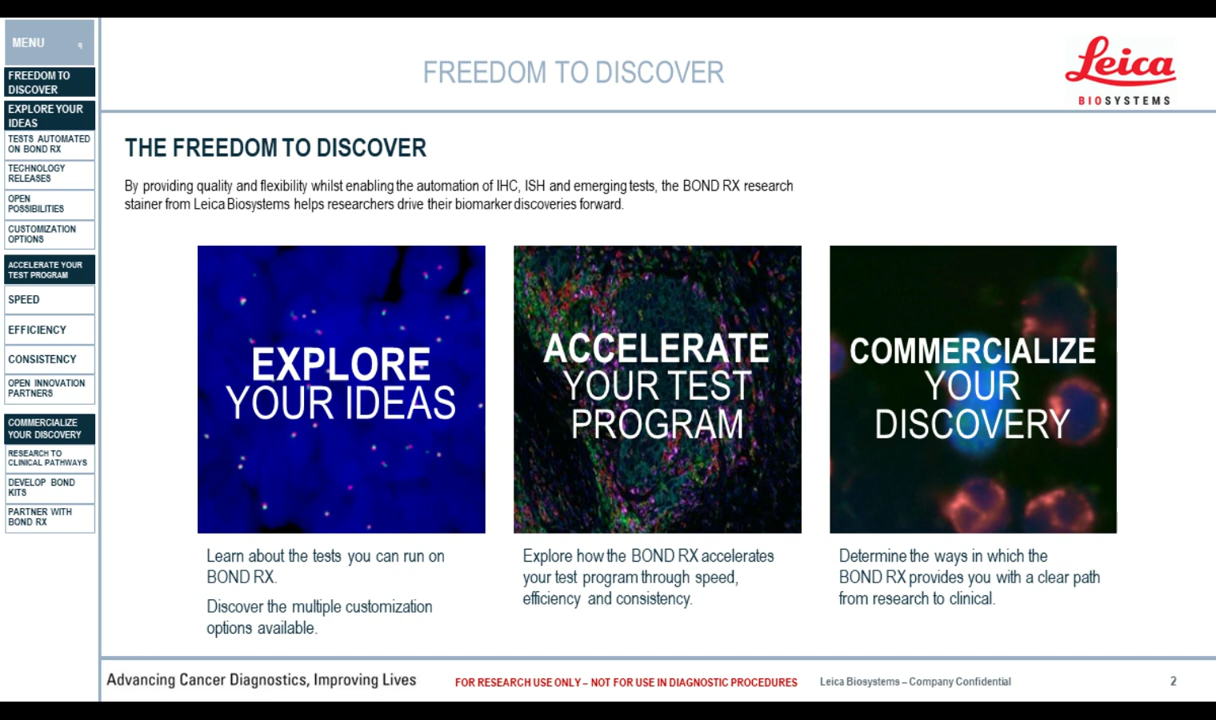 MENU
FREEDOM TO
DISCOVER
EXPLORE YOUR
IDEAS
TESTS AUTOMATED
ON BOND RX
TECHNOLOGY
RELEASES
OPEN
POSSIBILITIES
CUSTOMIZATION
OPTIONS
ACCELERATE YOUR
TEST PROGRAM
SPEED
EFFICIENCY
CONSISTENCY
OPEN INNOVATION
PARTNERS
COMMERCIALIZE
YOUR DISCOVERY
RESEARCH TO
CLINICAL PATHWAYS
DEVELOP BOND
KITS
PARTNER WITH
BOND RX
FREEDOM TO DISCOVER
Leica
BIOSYSTEMS
THE FREEDOM TO DISCOVER
By providing quality and flexibility whilst enabling the automation of IHC, ISH and emerging tests, the BOND RX research
stainer from Leica Biosystems helps researchers drive their biomarker discoveries forward.
EXPLORE
YOUR IDEAS
Learn about the tests you can run on
BOND RX.
Discover the multiple customization
options available.
ACCELERATE
YOUR TEST
PROGRAM
Explore how the BOND RX accelerates
your test program through speed,
efficiency and consistency.
COMMERCIALIZE
YOUR
DISCOVERY
Determine the ways in which the
BOND RX provides you with a clear path
from research to clinical.
Advancing Cancer Diagnostics, Improving Lives
FOR RESEARCH USE ONLY – NOT FOR USE IN DIAGNOSTIC PROCEDURES
Leica Biosystems – Company Confidential
2